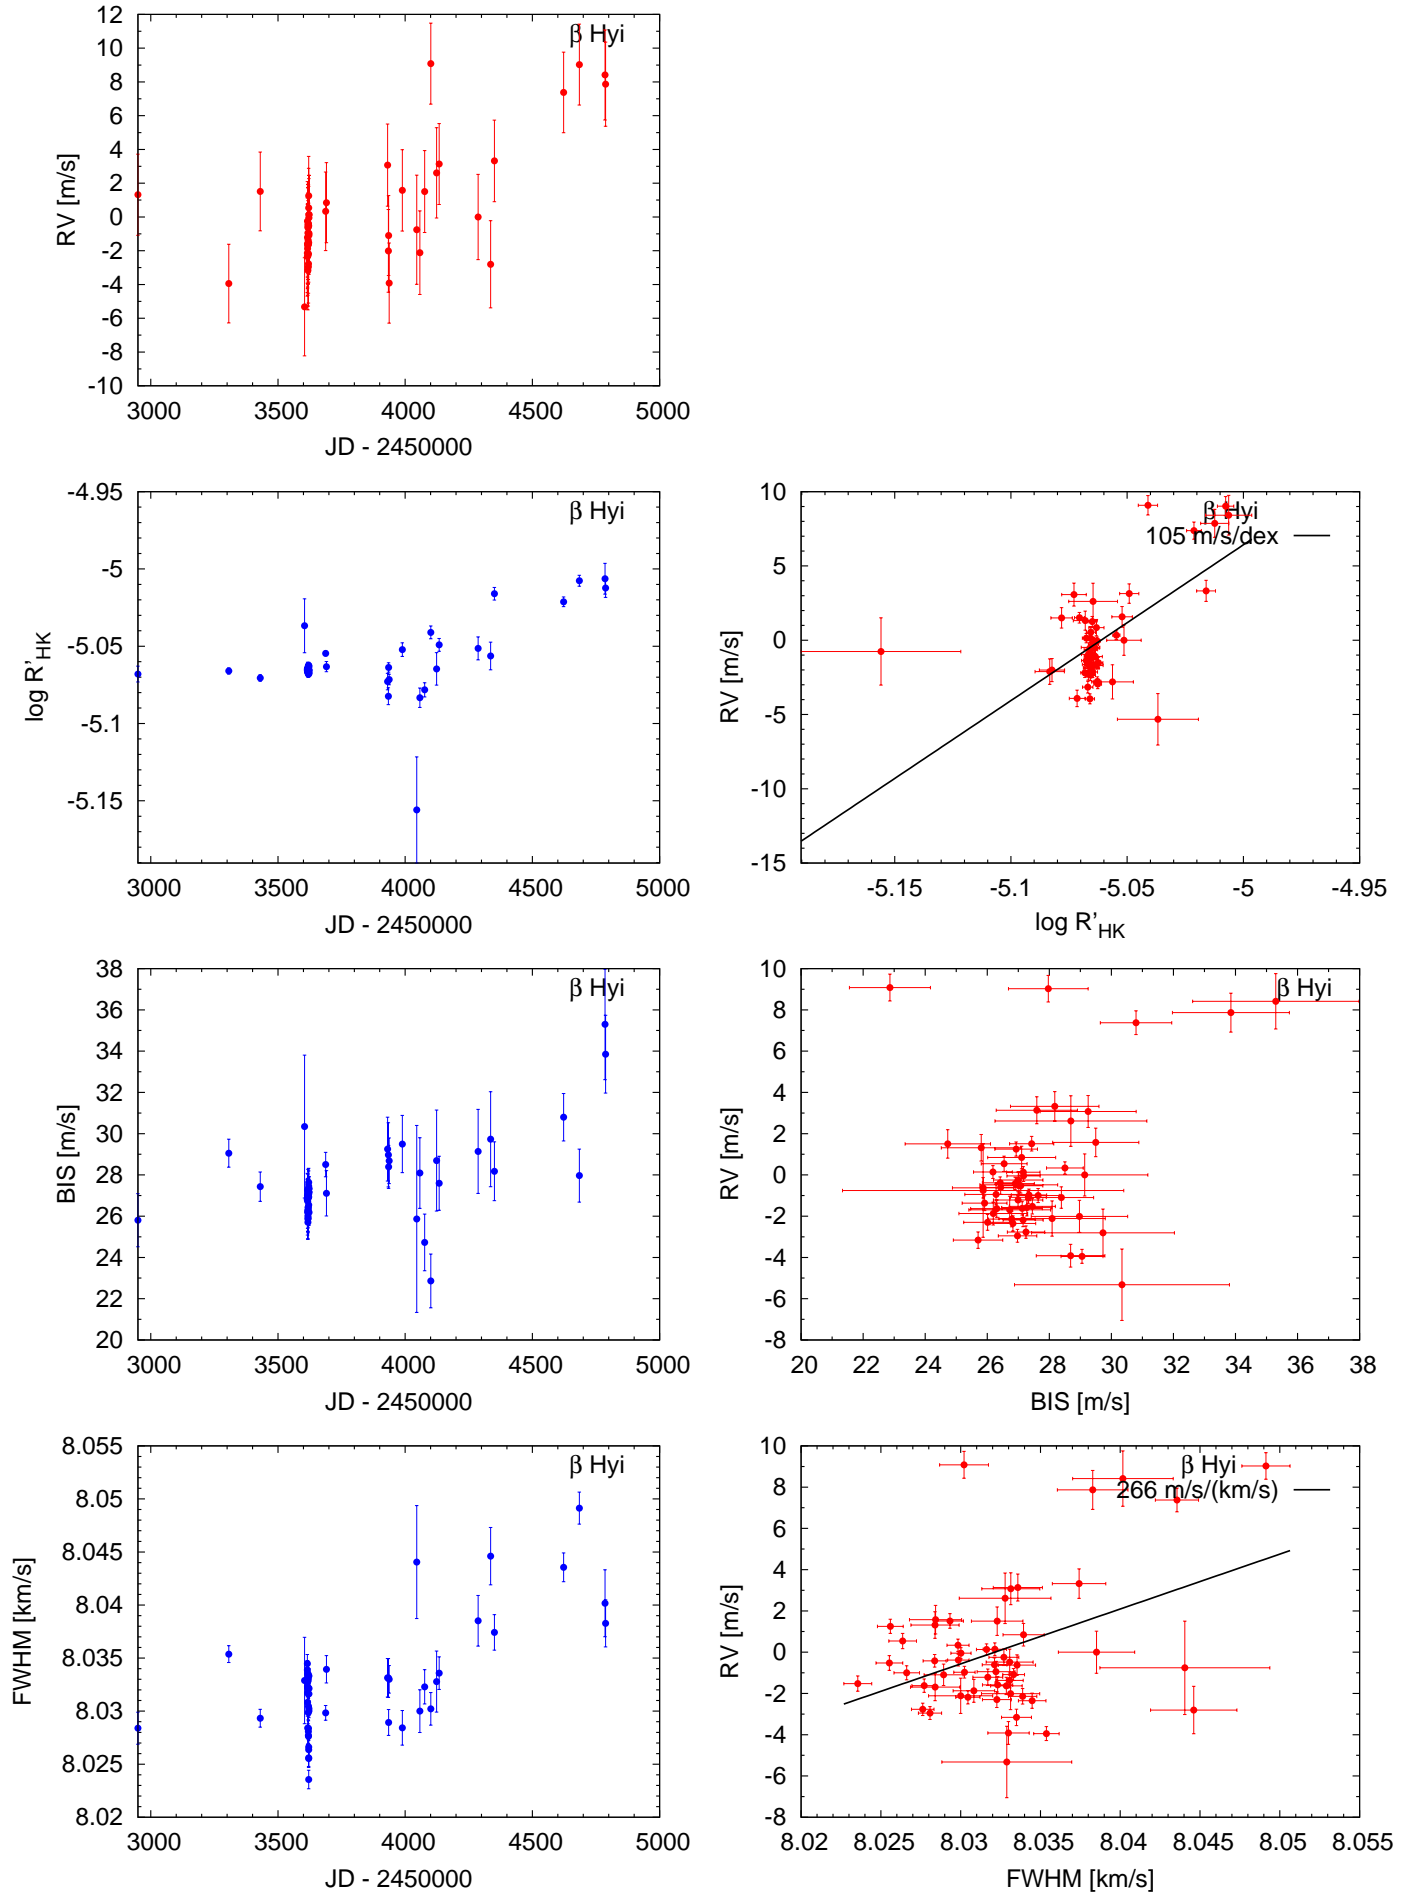 12
10
8
6
4
2
0
-2
-4
-6
-8
-10
RV [m/s]
β Hyi
3000 3500 4000 4500 5000
JD - 2450000
-4.95
-5
-5.05
-5.1
-5.15
log R'HK
β Hyi
3000 3500 4000 4500 5000
JD - 2450000
10
5
0
-5
-10
-15
RV [m/s]
β Hyi
105 m/s/dex
-5.15 -5.1 -5.05 -5 -4.95
log R'HK
38
36
34
32
30
28
26
24
22
20
BIS [m/s]
β Hyi
3000 3500 4000 4500 5000
JD - 2450000
10
8
6
4
2
0
-2
-4
-6
-8
RV [m/s]
β Hyi
20 22 24 26 28 30 32 34 36 38
BIS [m/s]
8.055
8.05
8.045
8.04
8.035
8.03
8.025
8.02
FWHM [km/s]
β Hyi
3000 3500 4000 4500 5000
JD - 2450000
10
8
6
4
2
0
-2
-4
-6
-8
RV [m/s]
β Hyi
266 m/s/(km/s)
8.02 8.025 8.03 8.035 8.04 8.045 8.05 8.055
FWHM [km/s]